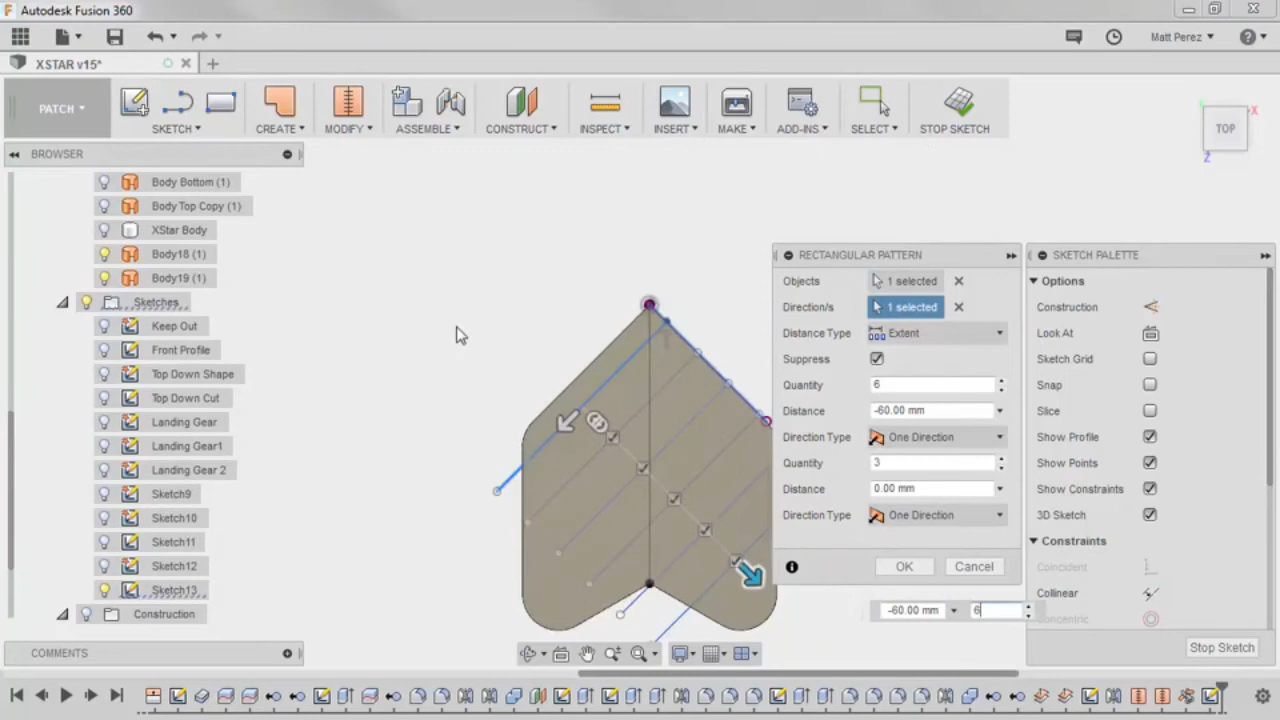 Autodesk Fusion 360
Matt Perez
XSTAR v15*
PATCH
SKETCH CREATE MODIFY ASSEMBLE CONSTRUCT INSPECT INSERT MAKE ADD-INS SELECT STOP SKETCH
X
TOP
Z
BROWSER
Body Bottom (1)
Body Top Copy (1)
XStar Body
Body18 (1)
Body19 (1)
Sketches
Keep Out
Front Profile
Top Down Shape
Top Down Cut
Landing Gear
Landing Gear1
Landing Gear 2
Sketch9
Sketch10
Sketch11
Sketch12
Sketch13
Construction
COMMENTS
RECTANGULAR PATTERN
Objects 1 selected
Direction/s 1 selected
Distance Type Extent
Suppress
Quantity 6
Distance -60.00 mm
Direction Type One Direction
Quantity 3
Distance 0.00 mm
Direction Type One Direction
OK Cancel
-60.00 mm 6
SKETCH PALETTE
Options
Construction
Look At
Sketch Grid
Snap
Slice
Show Profile
Show Points
Show Constraints
3D Sketch
Constraints
Coincident
Collinear
Concentric
Stop Sketch